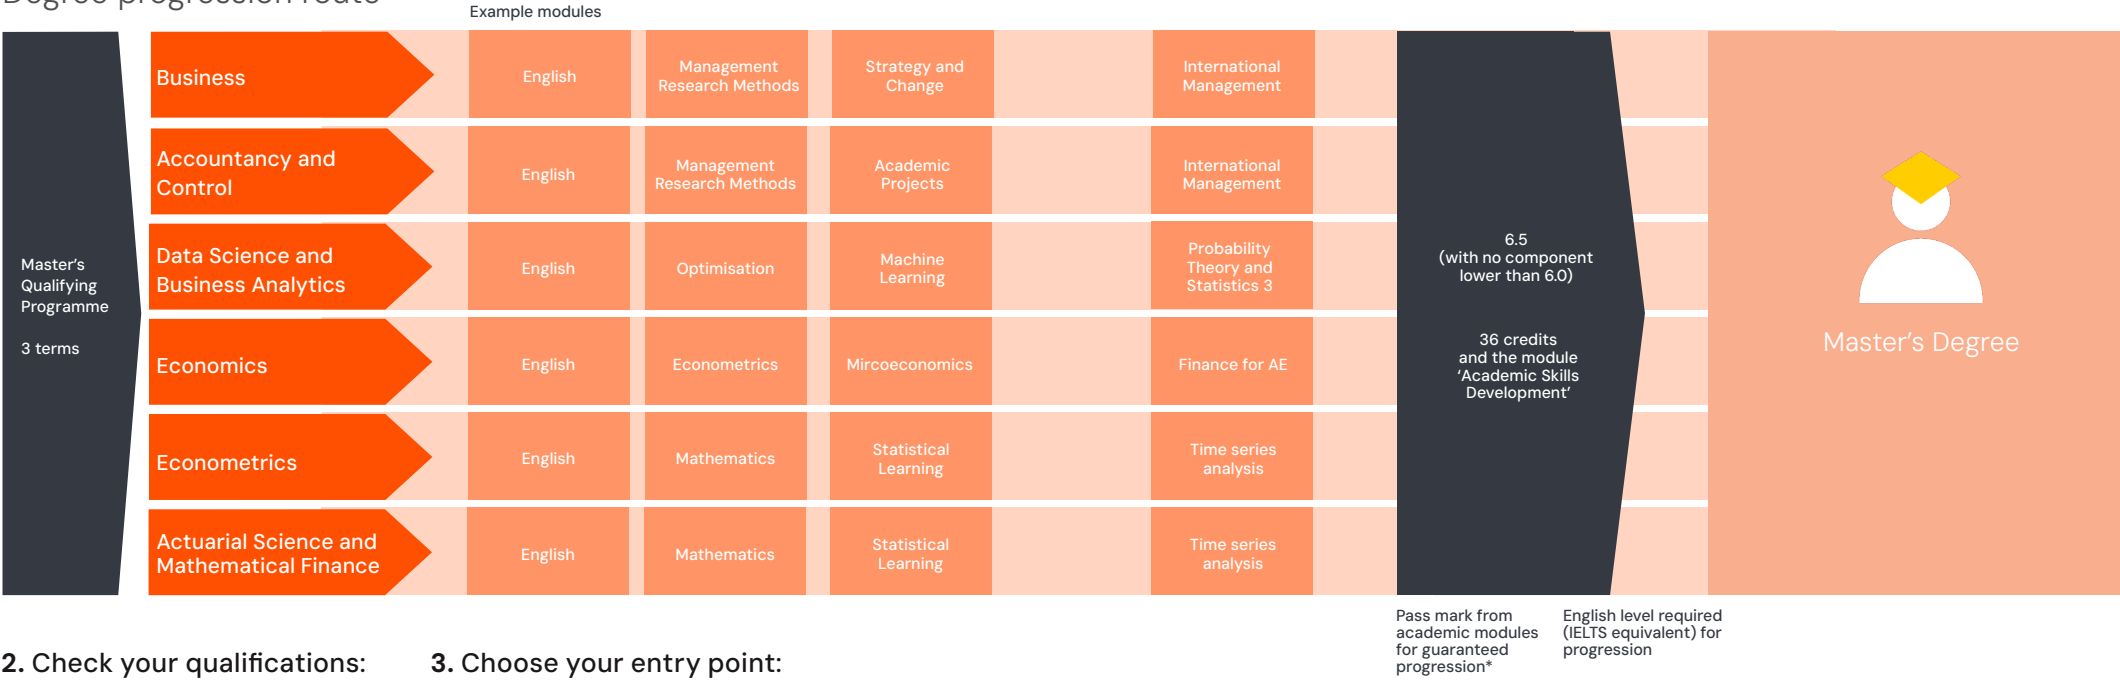 Degree progression route
Example modules
Master's
Qualifying
Programme
3 terms
Business
English
Management
Research Methods
Strategy and
Change
International
Management
Accountancy and
Control
English
Management
Research Methods
Academic
Projects
International
Management
Data Science and
Business Analytics
English
Optimisation
Machine
Learning
Probability
Theory and
Statistics 3
Economics
English
Econometrics
Mircoeconomics
Finance for AE
Econometrics
English
Mathematics
Statistical
Learning
Time series
analysis
Actuarial Science and
Mathematical Finance
English
Mathematics
Statistical
Learning
Time series
analysis
6.5
(with no component
lower than 6.0)
36 credits
and the module
‘Academic Skills
Development’
Master's Degree
Pass mark from
academic modules
for guaranteed
progression*
English level required
(IELTS equivalent) for
progression
2. Check your qualifications:
3. Choose your entry point: